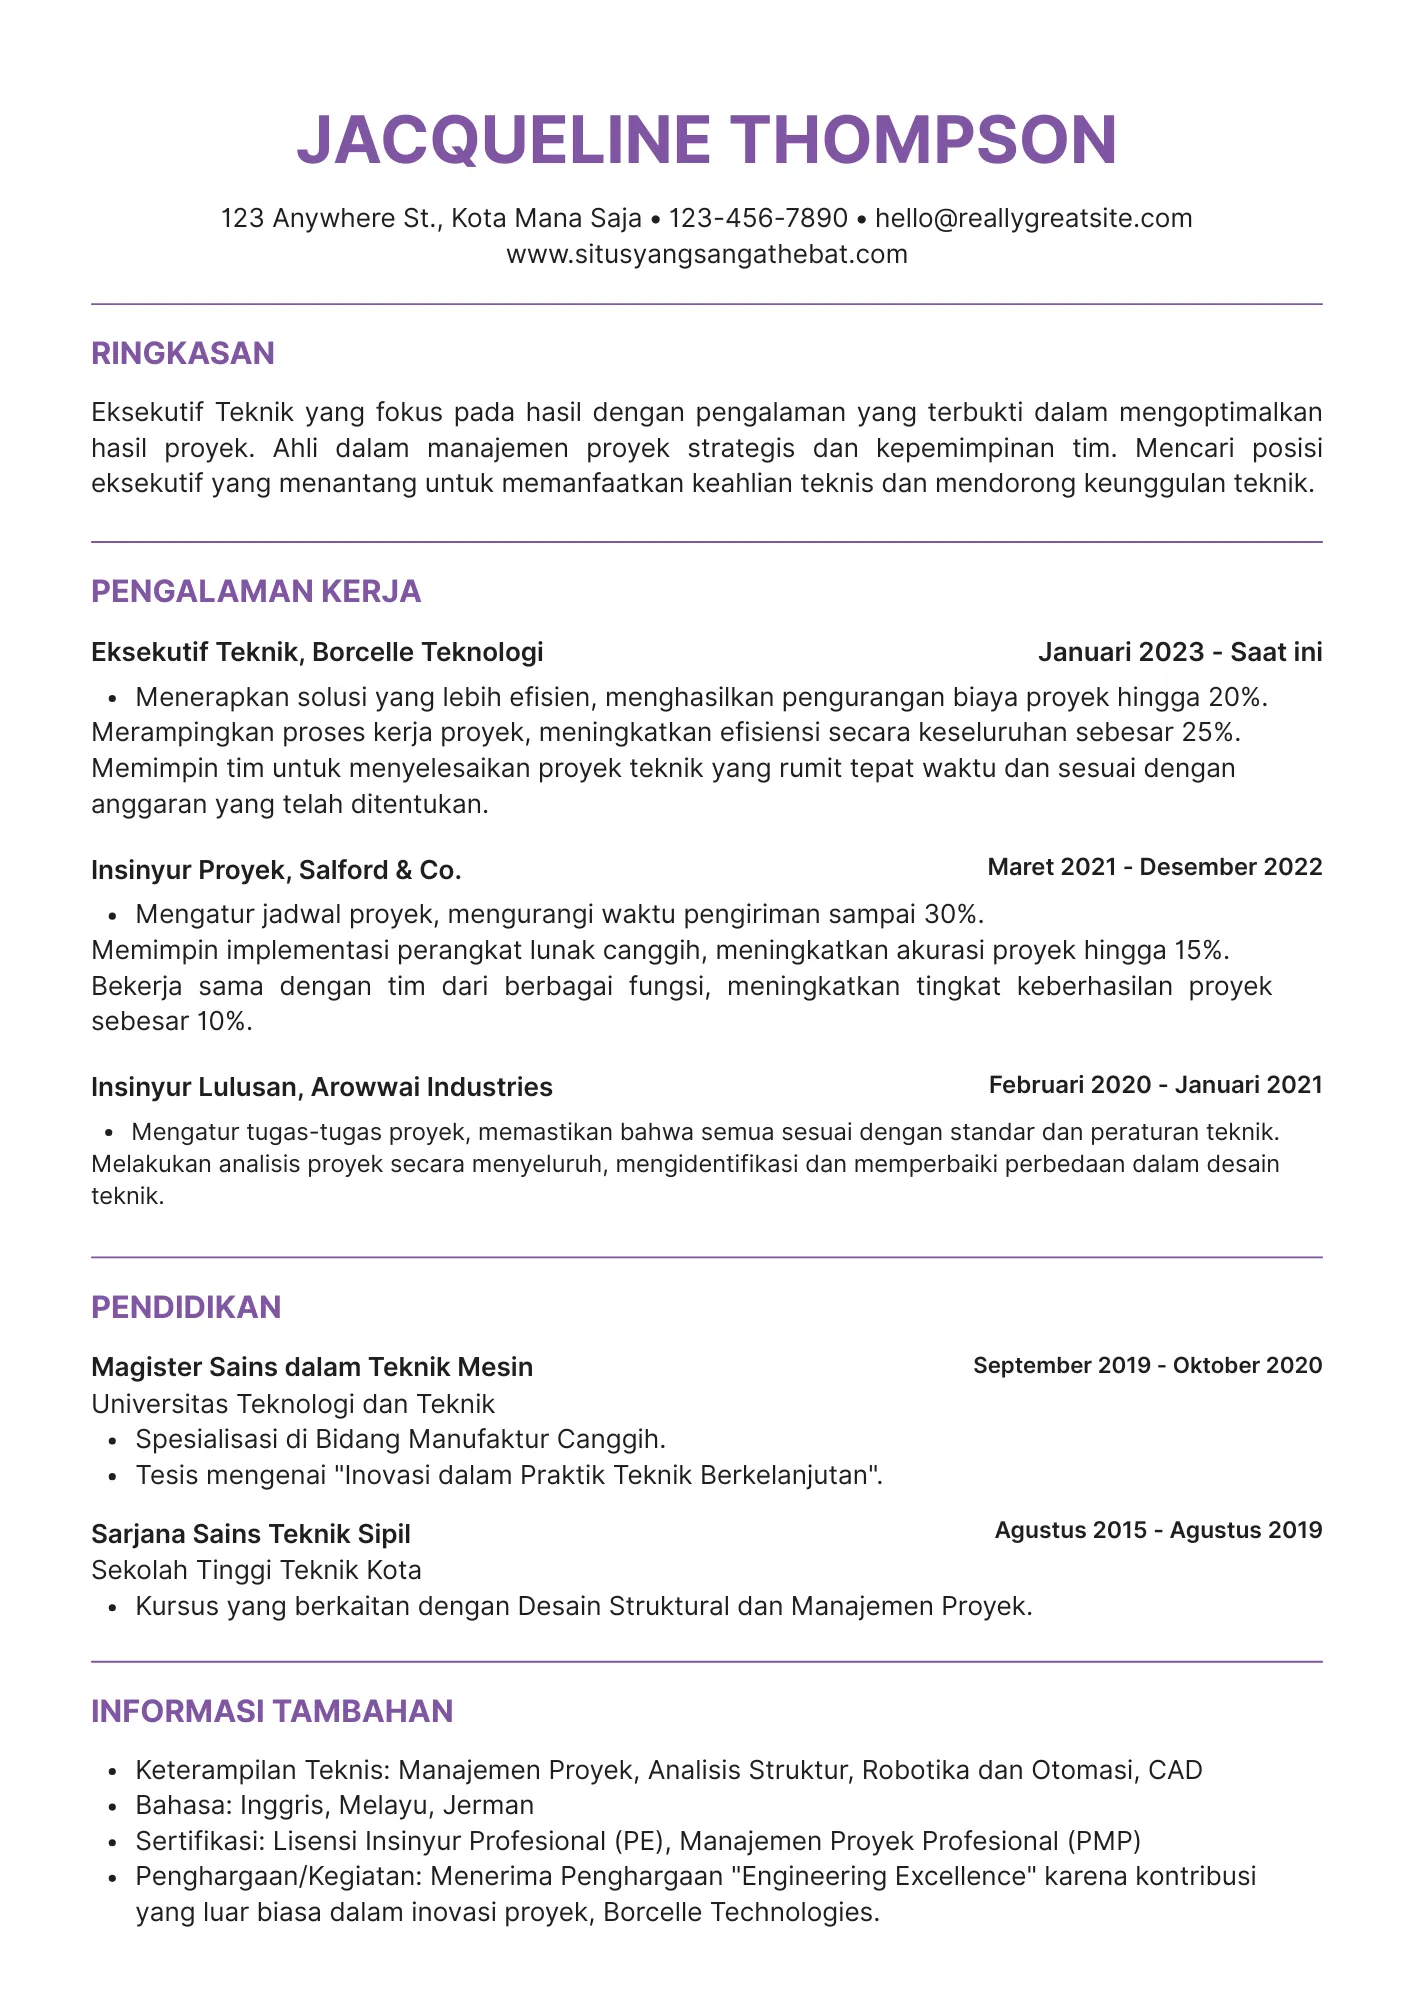 JACQUELINE THOMPSON
123 Anywhere St., Kota Mana Saja • 123-456-7890 • hello@reallygreatsite.com
www.situsyangsangathebat.com
RINGKASAN
Eksekutif Teknik yang fokus pada hasil dengan pengalaman yang terbukti dalam mengoptimalkan
hasil proyek. Ahli dalam manajemen proyek strategis dan kepemimpinan tim. Mencari posisi
eksekutif yang menantang untuk memanfaatkan keahlian teknis dan mendorong keunggulan teknik.
PENGALAMAN KERJA
Eksekutif Teknik, Borcelle Teknologi Januari 2023 - Saat ini
• Menerapkan solusi yang lebih efisien, menghasilkan pengurangan biaya proyek hingga 20%.
Merampingkan proses kerja proyek, meningkatkan efisiensi secara keseluruhan sebesar 25%.
Memimpin tim untuk menyelesaikan proyek teknik yang rumit tepat waktu dan sesuai dengan
anggaran yang telah ditentukan.
Insinyur Proyek, Salford & Co. Maret 2021 - Desember 2022
• Mengatur jadwal proyek, mengurangi waktu pengiriman sampai 30%.
Memimpin implementasi perangkat lunak canggih, meningkatkan akurasi proyek hingga 15%.
Bekerja sama dengan tim dari berbagai fungsi, meningkatkan tingkat keberhasilan proyek
sebesar 10%.
Insinyur Lulusan, Arowwai Industries Februari 2020 - Januari 2021
• Mengatur tugas-tugas proyek, memastikan bahwa semua sesuai dengan standar dan peraturan teknik.
Melakukan analisis proyek secara menyeluruh, mengidentifikasi dan memperbaiki perbedaan dalam desain
teknik.
PENDIDIKAN
Magister Sains dalam Teknik Mesin September 2019 - Oktober 2020
Universitas Teknologi dan Teknik
• Spesialisasi di Bidang Manufaktur Canggih.
• Tesis mengenai "Inovasi dalam Praktik Teknik Berkelanjutan".
Sarjana Sains Teknik Sipil Agustus 2015 - Agustus 2019
Sekolah Tinggi Teknik Kota
• Kursus yang berkaitan dengan Desain Struktural dan Manajemen Proyek.
INFORMASI TAMBAHAN
• Keterampilan Teknis: Manajemen Proyek, Analisis Struktur, Robotika dan Otomasi, CAD
• Bahasa: Inggris, Melayu, Jerman
• Sertifikasi: Lisensi Insinyur Profesional (PE), Manajemen Proyek Profesional (PMP)
• Penghargaan/Kegiatan: Menerima Penghargaan "Engineering Excellence" karena kontribusi
yang luar biasa dalam inovasi proyek, Borcelle Technologies.